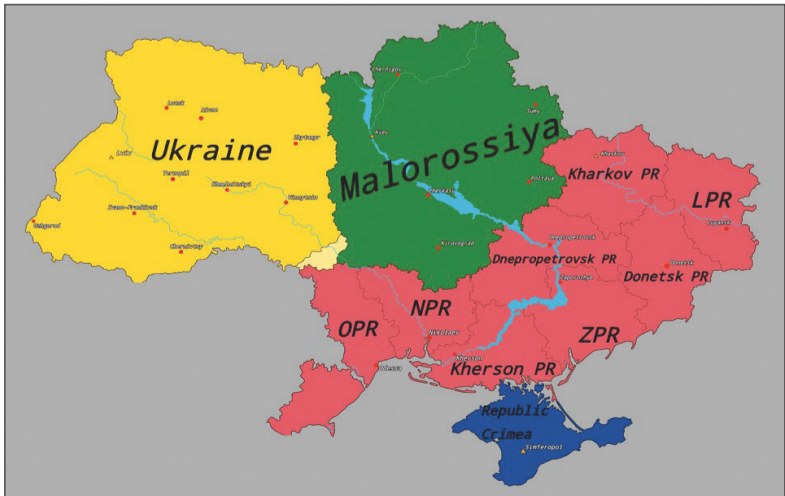 Chernigov
Lutsk
Rivne
Sumy
Kiev
Zhytomyr
Ukraine
Malorossiya
Lviv
Kharkov
Kharkov PR
Ternopil
Poltava
LPR
Cherkasy
Ivano-Frankivsk
Uzhgorod
Lugansk
Chernivtsy
Kirovograd
Dnepropetrovsk
Dnepropetrovsk PR
Donetsk
Donetsk PR
Zaporozhye
NPR
OPR
Nikolaev
ZPR
Kherson
Kherson PR
Odessa
Republic
Crimea
Simferopol